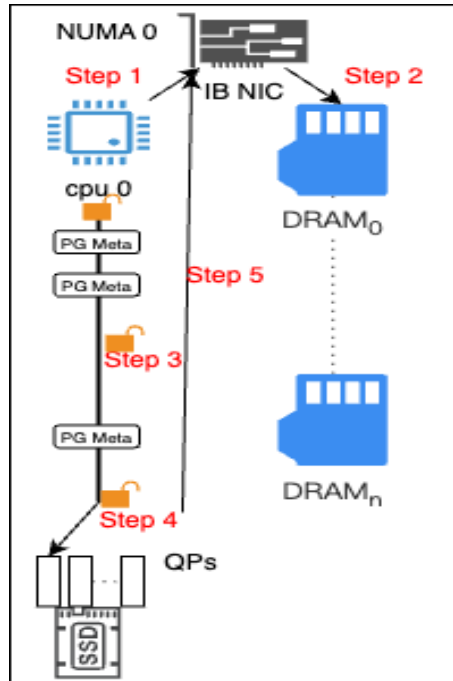 NUMA 0
Step 1
Step 2
IB NIC
cpu 0
DRAM0
PG Meta
PG Meta
Step 5
Step 3
PG Meta
DRAMn
Step 4
QPs
SSD